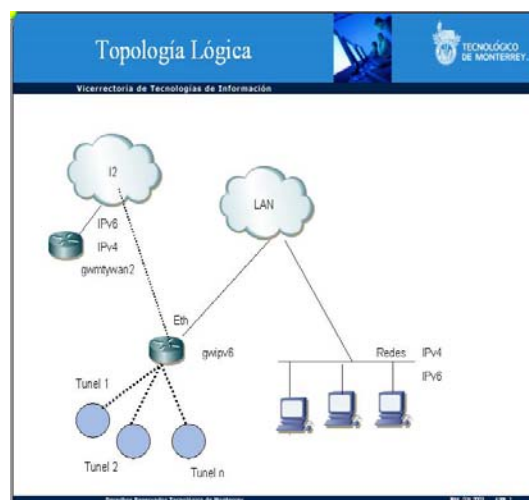 Topología Lógica
TECNOLÓGICO
DE MONTERREY.
Vicerrectoría de Tecnologías de Información
I2
LAN
IPv6
IPv4
gwmtywan2
Eth
gwipv6
Redes
IPv4
IPv6
Tunel 1
Tunel 2
Tunel n